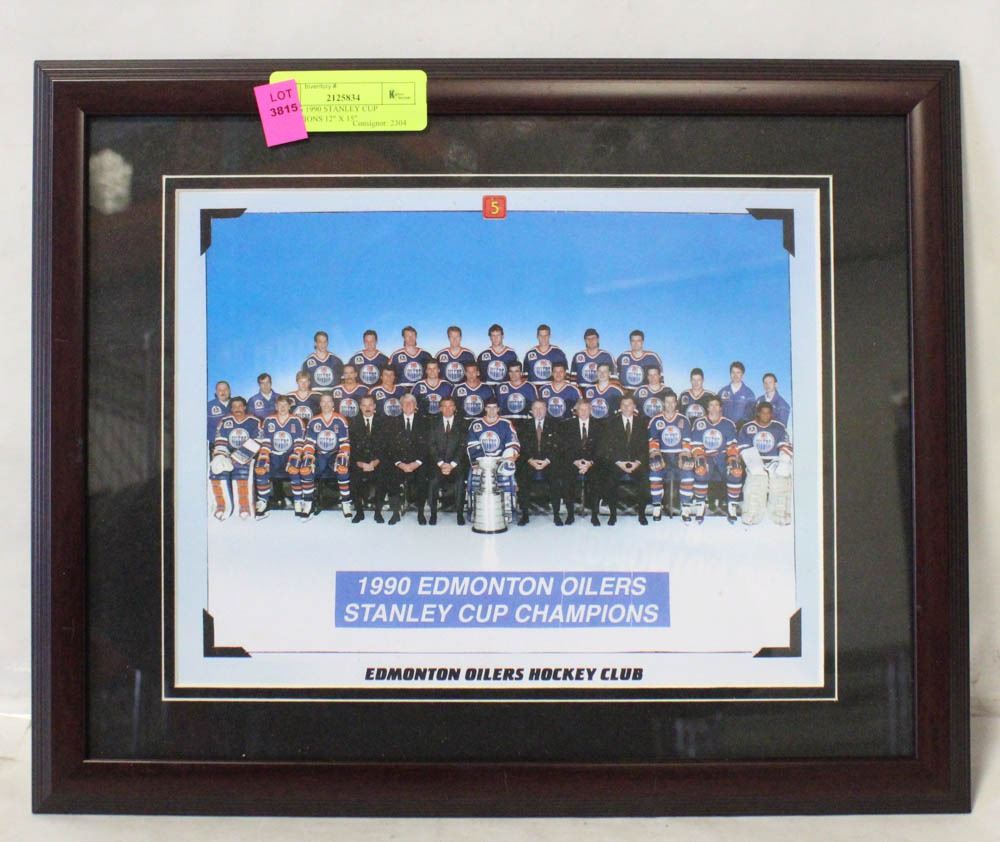 LOT
3815
Inventory #
2125834
1990 STANLEY CUP
IONS 12" X 15"
Consignor: 2304
5
1990 EDMONTON OILERS
STANLEY CUP CHAMPIONS
EDMONTON OILERS HOCKEY CLUB